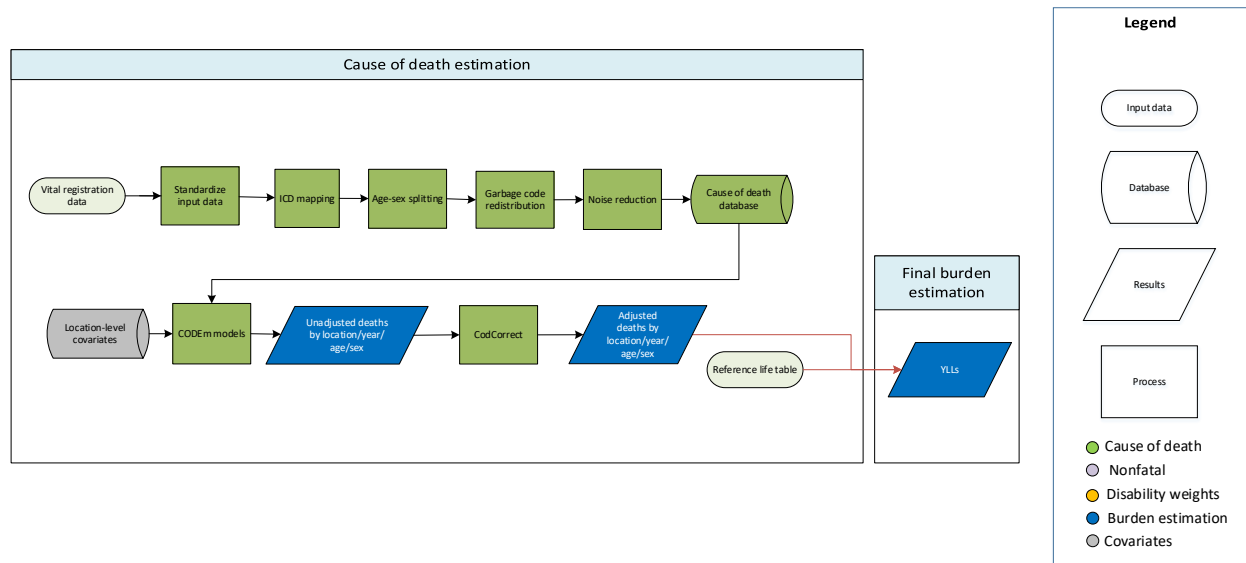 Cause of death estimation
Vital registration
data
Standardize
input data
ICD mapping
Age-sex splitting
Garbage code
redistribution
Noise reduction
Cause of death
database
Location-level
covariates
CODEm models
Unadjusted deaths
by location/year/
age/sex
CodCorrect
Adjusted
deaths by
location/year/
age/sex
Reference life table
Final burden
estimation
YLLs
Legend
Input data
Database
Results
Process
Cause of death
Nonfatal
Disability weights
Burden estimation
Covariates